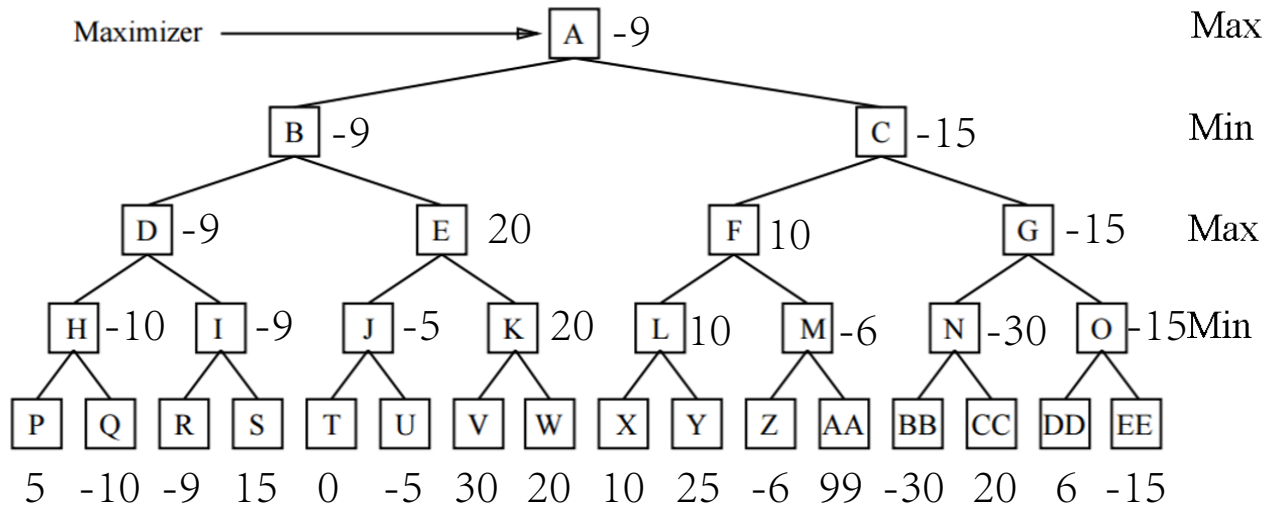 Maximizer A -9 Max
B -9 C -15 Min
D -9 E 20 F 10 G -15 Max
H -10 I -9 J -5 K 20 L 10 M -6 N -30 O -15 Min
P Q R S T U V W X Y Z AA BB CC DD EE
5 -10 -9 15 0 -5 30 20 10 25 -6 99 -30 20 6 -15